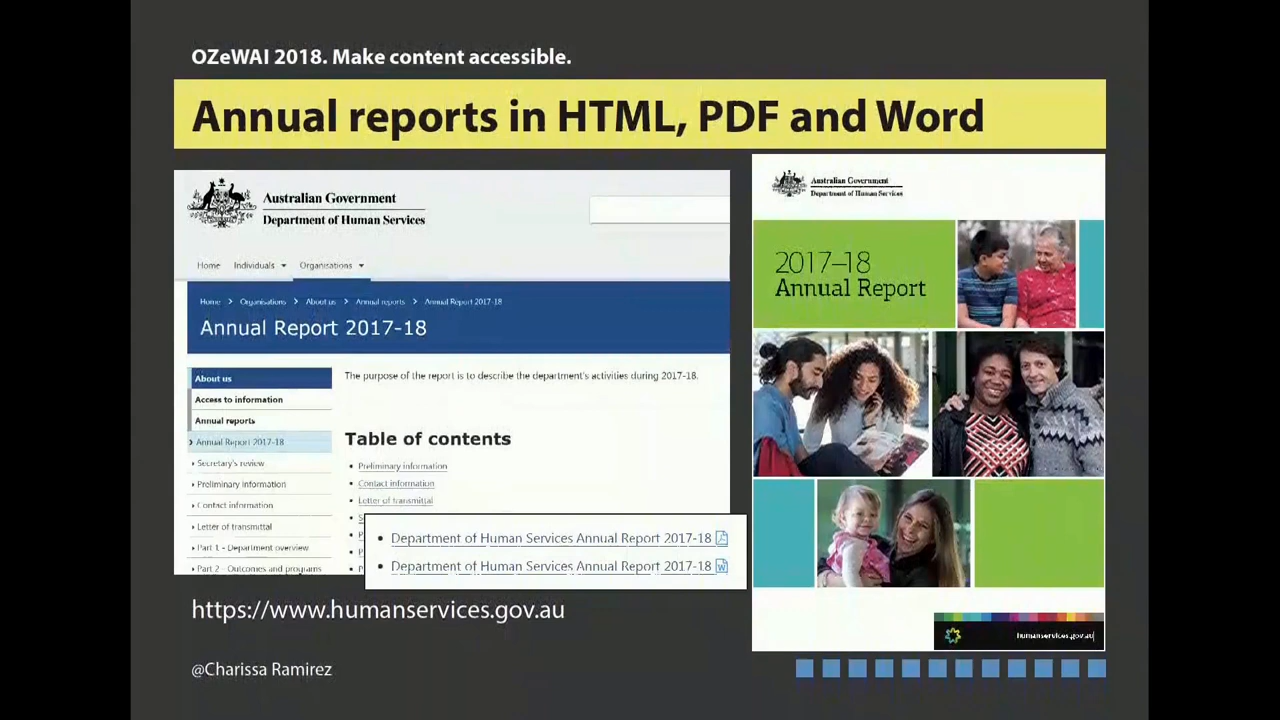 OZeWAI 2018. Make content accessible.
Annual reports in HTML, PDF and Word
Australian Government
Department of Human Services
Home Individuals Organisations
Home > Organisations > About us > Annual reports > Annual Report 2017-18
Annual Report 2017-18
About us
Access to information
Annual reports
Annual Report 2017-18
Secretary's review
Preliminary information
Contact information
Letter of transmittal
Part 1 - Department overview
Part 2 - Outcomes and programs
The purpose of the report is to describe the department's activities during 2017-18.
Table of contents
• Preliminary information
• Contact information
• Letter of transmittal
• Department of Human Services Annual Report 2017-18
• Department of Human Services Annual Report 2017-18
Australian Government
Department of Human Services
2017–18
Annual Report
humanservices.gov.au
https://www.humanservices.gov.au
@Charissa Ramirez